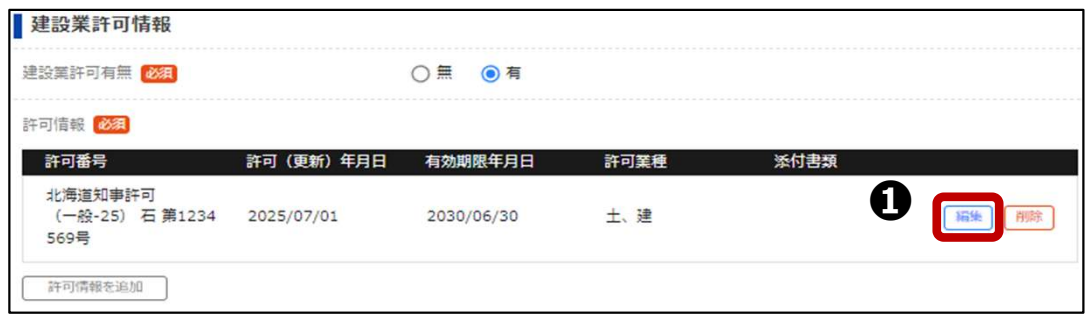 建設業許可情報
建設業許可有無 必須 無 有
許可情報 必須
許可番号 許可（更新）年月日 有効期限年月日 許可業種 添付書類
北海道知事許可
（一般-25） 石 第1234 2025/07/01 2030/06/30 土、建 ❶ 編集 削除
569号
許可情報を追加